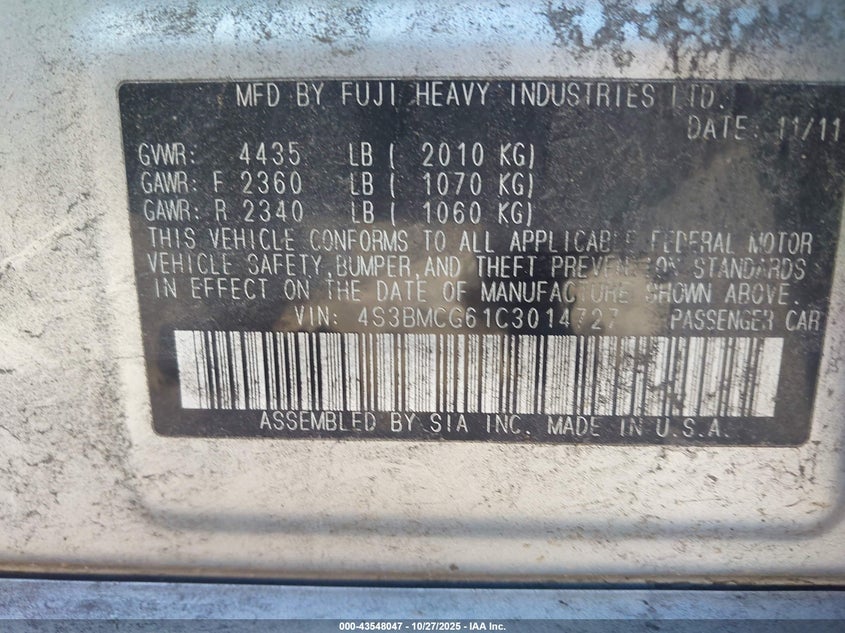 MFD BY FUJI HEAVY INDUSTRIES LTD.
DATE: 11/11
GVWR: 4435 LB ( 2010 KG)
GAWR: F 2360 LB ( 1070 KG)
GAWR: R 2340 LB ( 1060 KG)
THIS VEHICLE CONFORMS TO ALL APPLICABLE FEDERAL MOTOR
VEHICLE SAFETY, BUMPER, AND THEFT PREVENTION STANDARDS
IN EFFECT ON THE DATE OF MANUFACTURE SHOWN ABOVE.
VIN: 4S3BMCG61C3014727 PASSENGER CAR
ASSEMBLED BY SIA INC. MADE IN U.S.A.
000-43548047 | 10/27/2025 - IAA Inc.